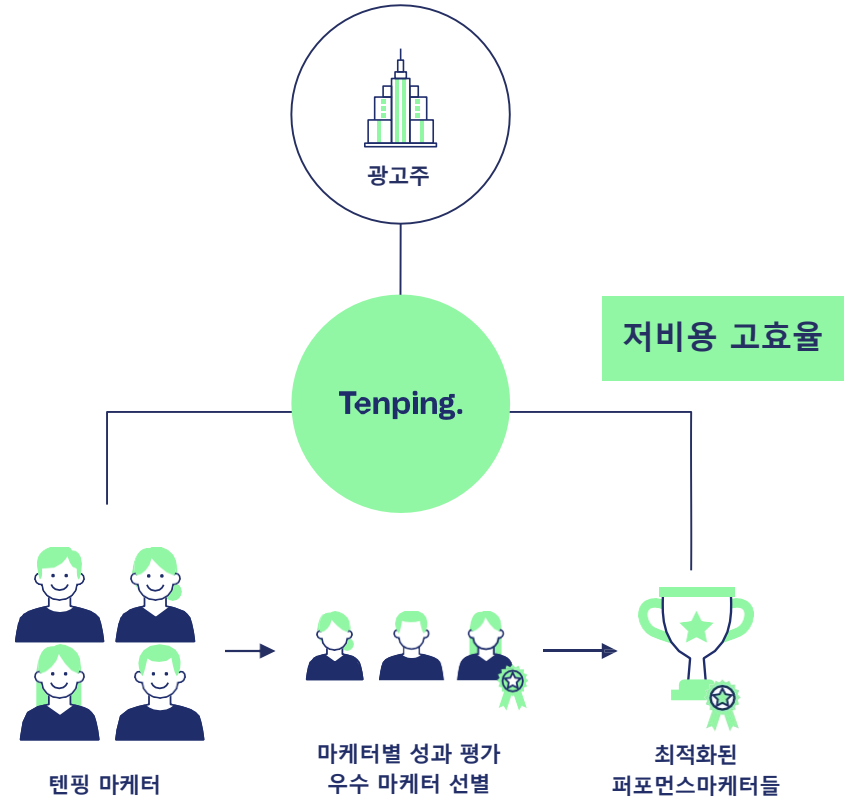 광고주
저비용 고효율
Tenping.
텐핑 마케터
마케터별 성과 평가
우수 마케터 선별
최적화된
퍼포먼스마케터들